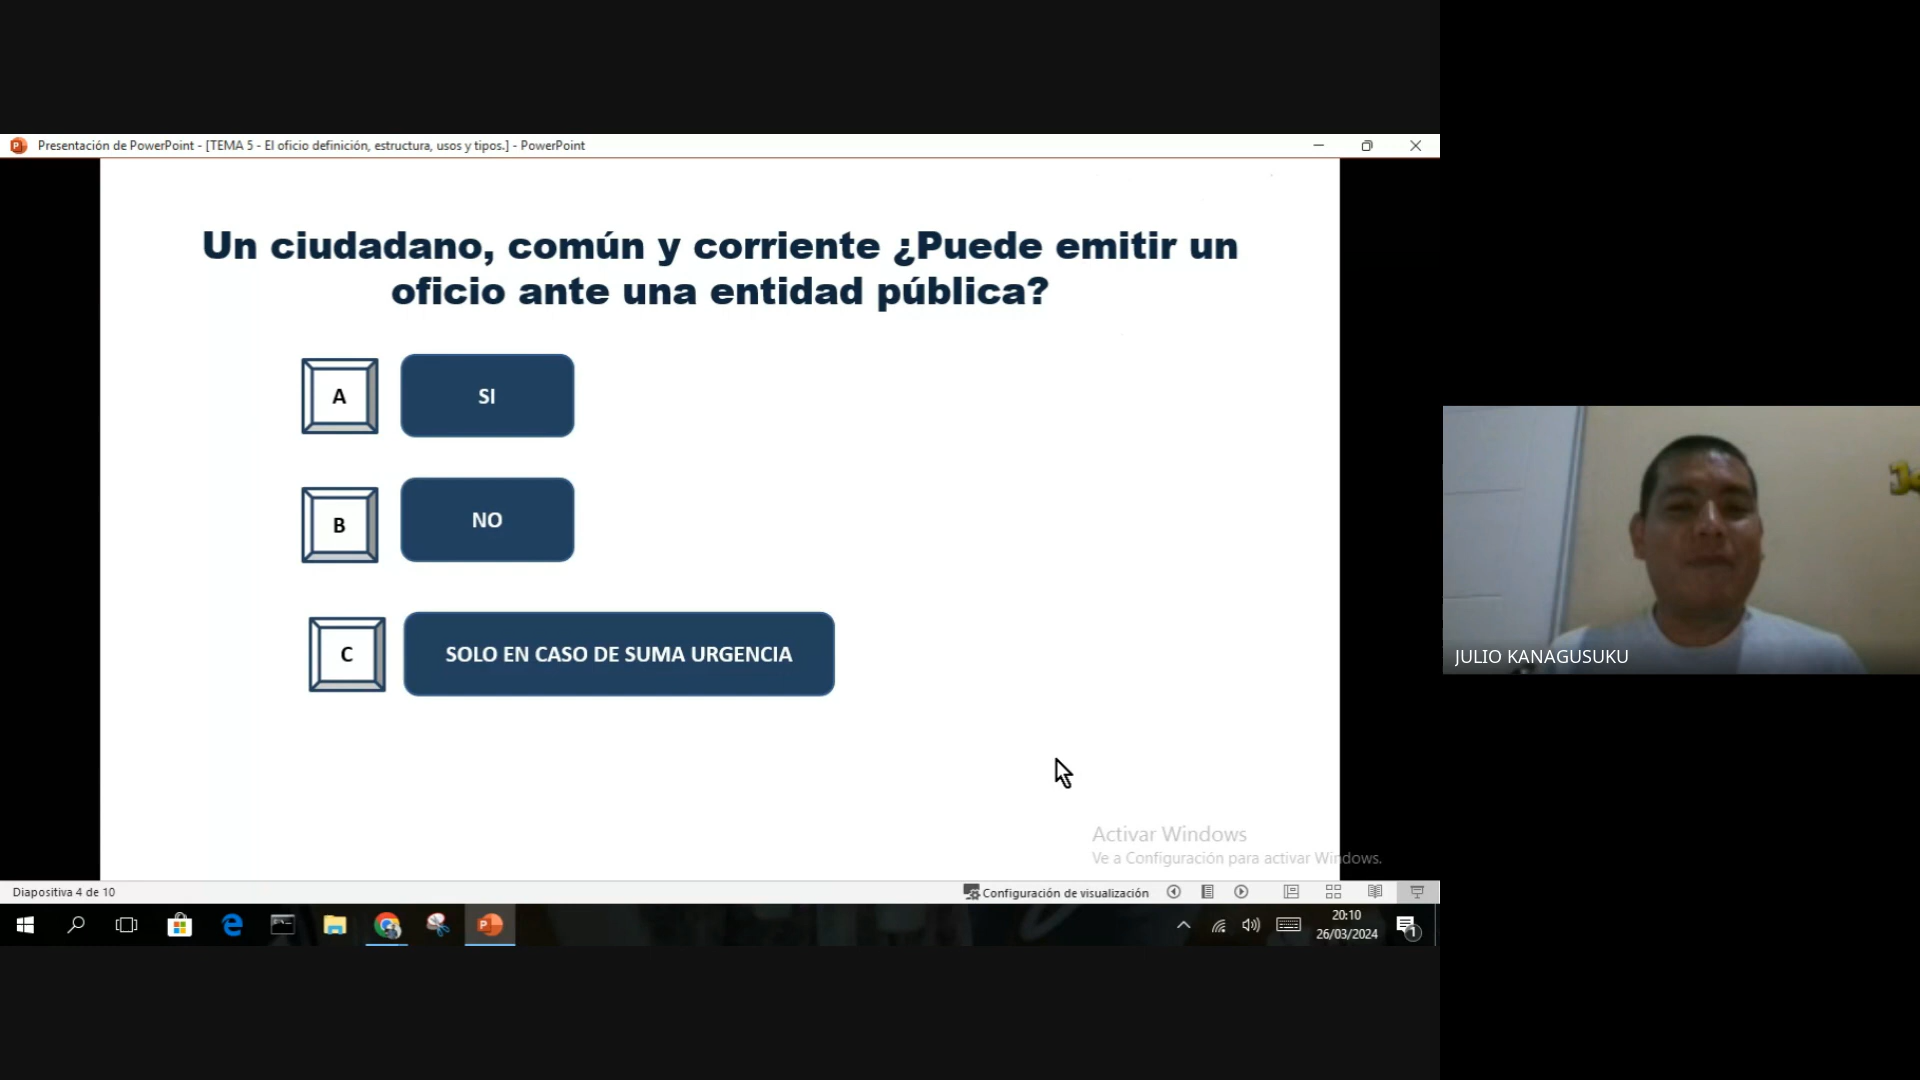 Presentación de PowerPoint - [TEMA 5 - El oficio definición, estructura, usos y tipos.] - PowerPoint
Un ciudadano, común y corriente ¿Puede emitir un
oficio ante una entidad pública?
A
SI
B
NO
C
SOLO EN CASO DE SUMA URGENCIA
JULIO KANAGUSUKU
Activar Windows
Ve a Configuración para activar Windows.
Diapositiva 4 de 10
Configuración de visualización
20:10
26/03/2024
1